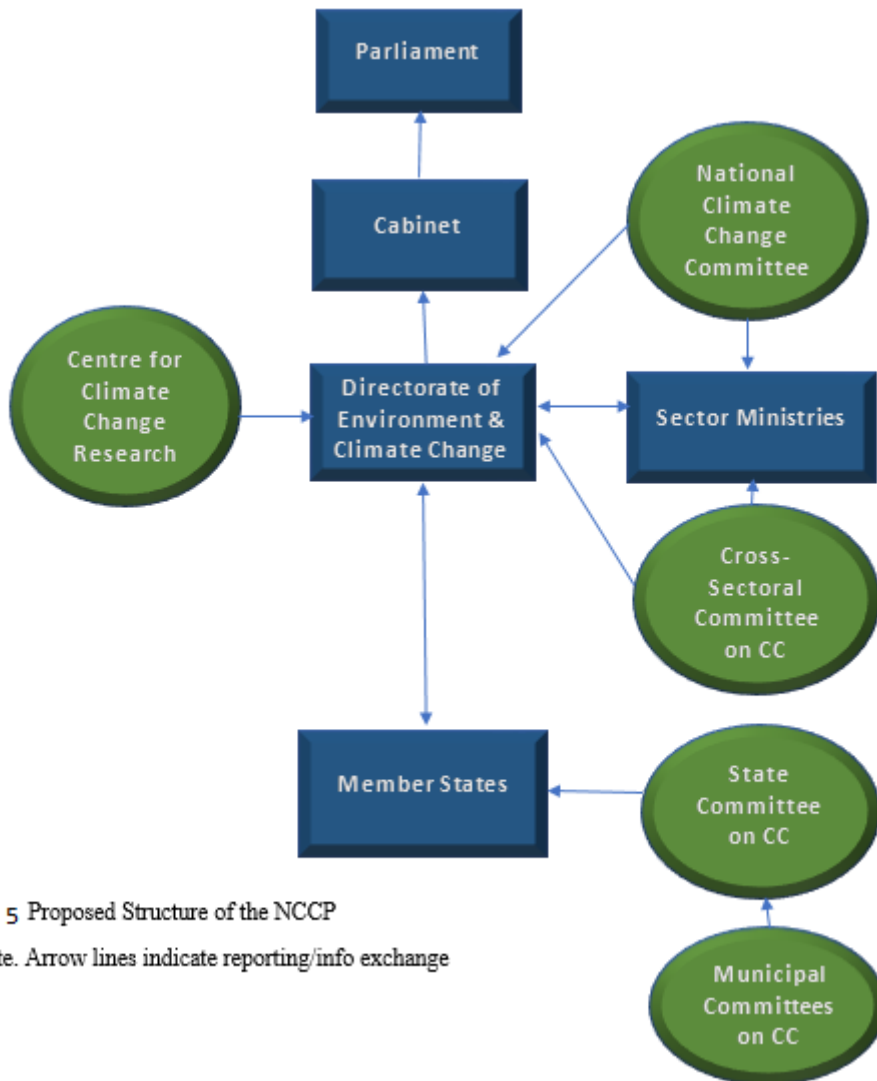 Parliament
Cabinet
National
Climate
Change
Committee
Centre for
Climate
Change
Research
Directorate of
Environment &
Climate Change
Sector Ministries
Cross-
Sectoral
Committee
on CC
Member States
State
Committee
on CC
5 Proposed Structure of the NCCP
te. Arrow lines indicate reporting/info exchange
Municipal
Committees
on CC